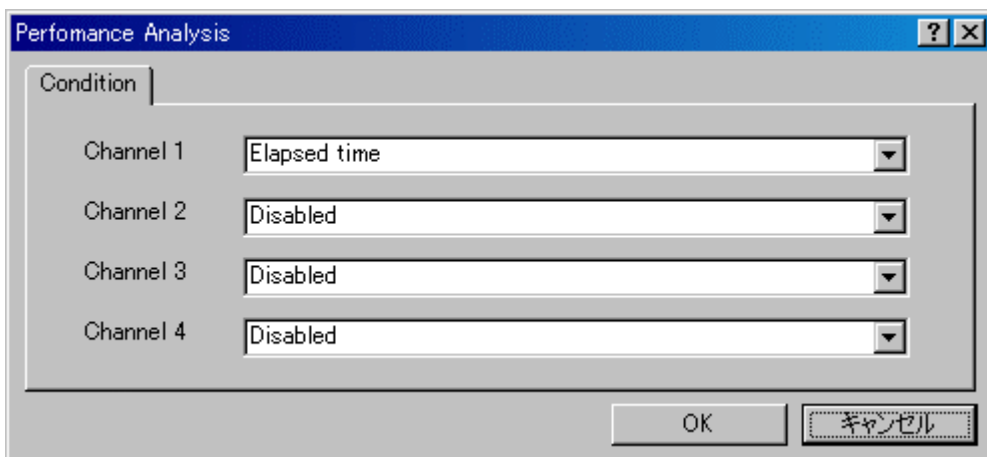 Perfomance Analysis
Condition
Channel 1 Elapsed time
Channel 2 Disabled
Channel 3 Disabled
Channel 4 Disabled
OK キャンセル